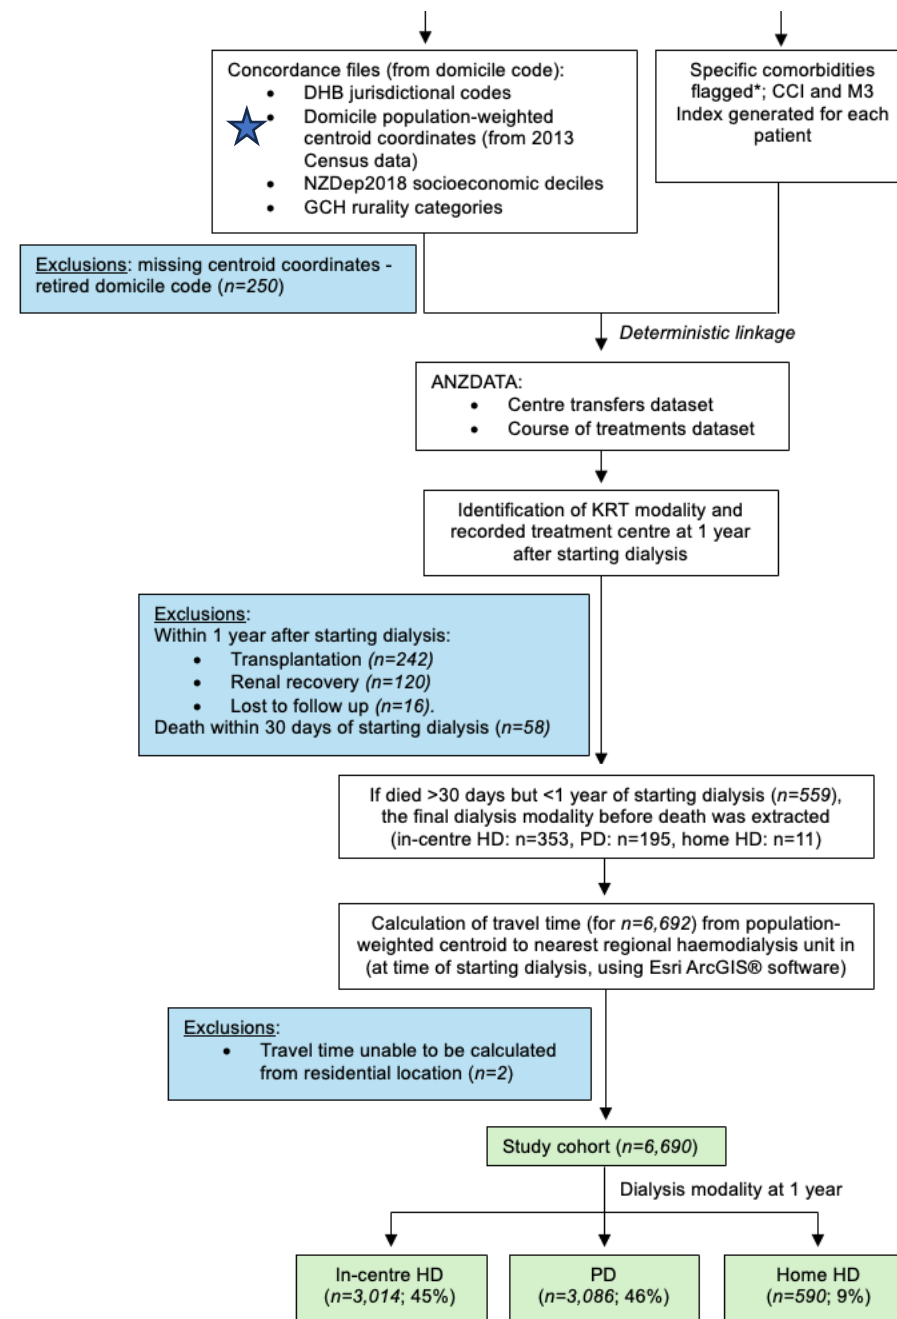 Concordance files (from domicile code):
• DHB jurisdictional codes
• Domicile population-weighted
centroid coordinates (from 2013
Census data)
• NZDep2018 socioeconomic deciles
• GCH rurality categories
Specific comorbidities
flagged*; CCI and M3
Index generated for each
patient
Exclusions: missing centroid coordinates -
retired domicile code (n=250)
Deterministic linkage
ANZDATA:
• Centre transfers dataset
• Course of treatments dataset
Identification of KRT modality and
recorded treatment centre at 1 year
after starting dialysis
Exclusions:
Within 1 year after starting dialysis:
• Transplantation (n=242)
• Renal recovery (n=120)
• Lost to follow up (n=16).
Death within 30 days of starting dialysis (n=58)
If died >30 days but <1 year of starting dialysis (n=559),
the final dialysis modality before death was extracted
(in-centre HD: n=353, PD: n=195, home HD: n=11)
Calculation of travel time (for n=6,692) from population-
weighted centroid to nearest regional haemodialysis unit in
(at time of starting dialysis, using Esri ArcGIS® software)
Exclusions:
• Travel time unable to be calculated
from residential location (n=2)
Study cohort (n=6,690)
Dialysis modality at 1 year
In-centre HD
(n=3,014; 45%)
PD
(n=3,086; 46%)
Home HD
(n=590; 9%)